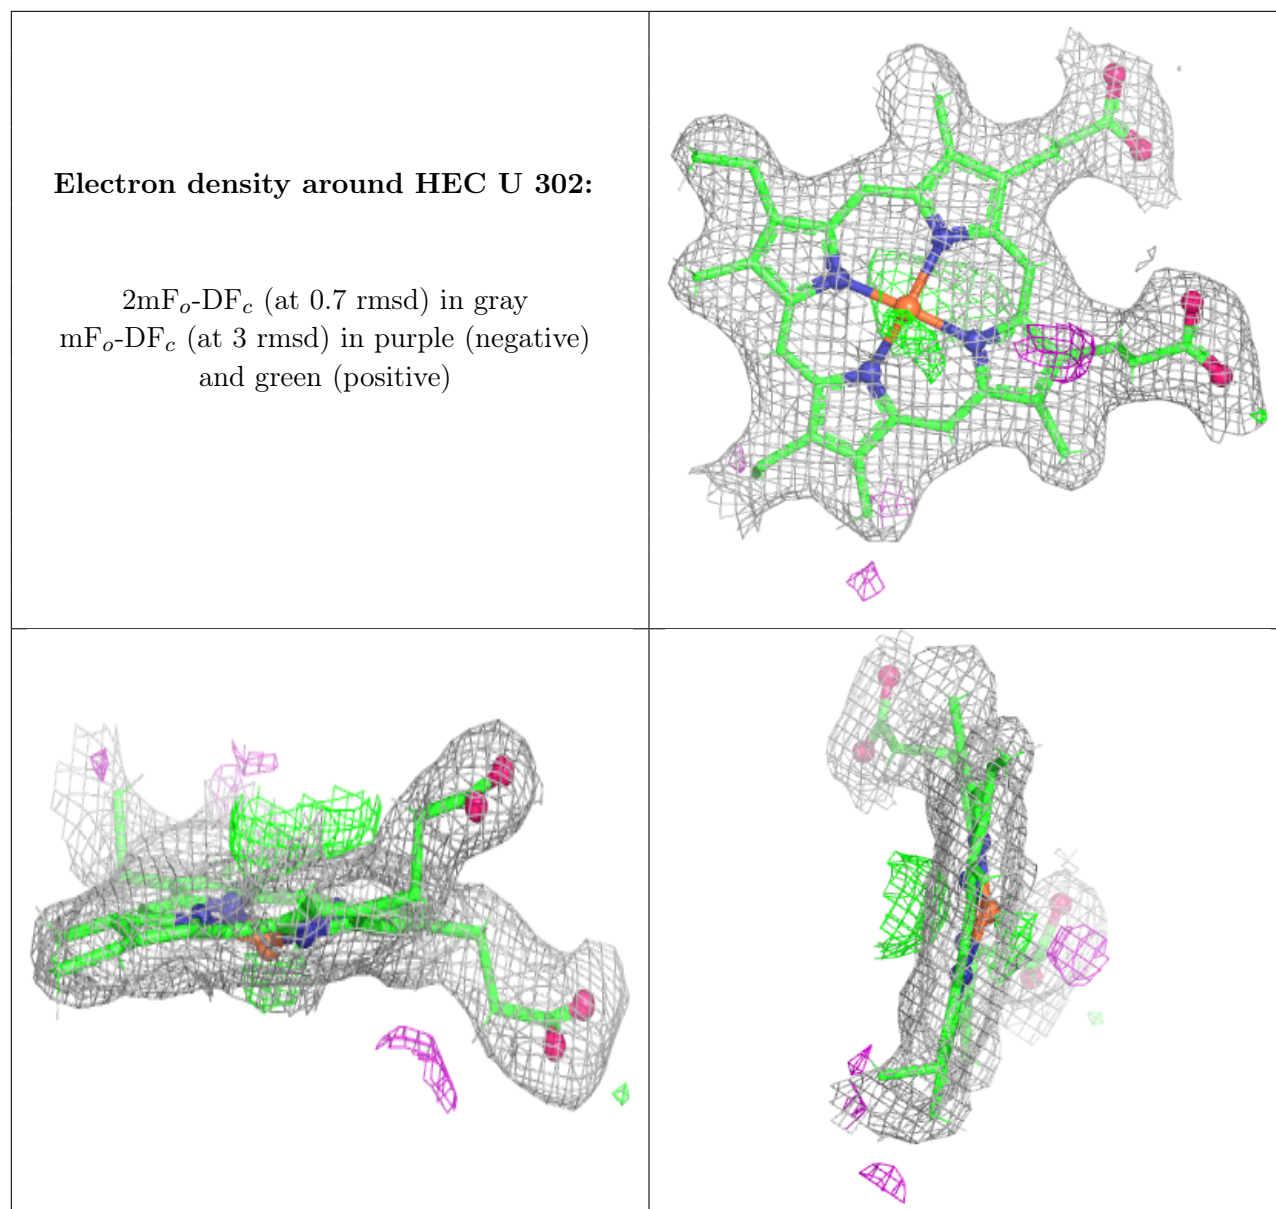 Electron density around HEC U 302:
2mFo-DFc (at 0.7 rmsd) in gray
mFo-DFc (at 3 rmsd) in purple (negative)
and green (positive)